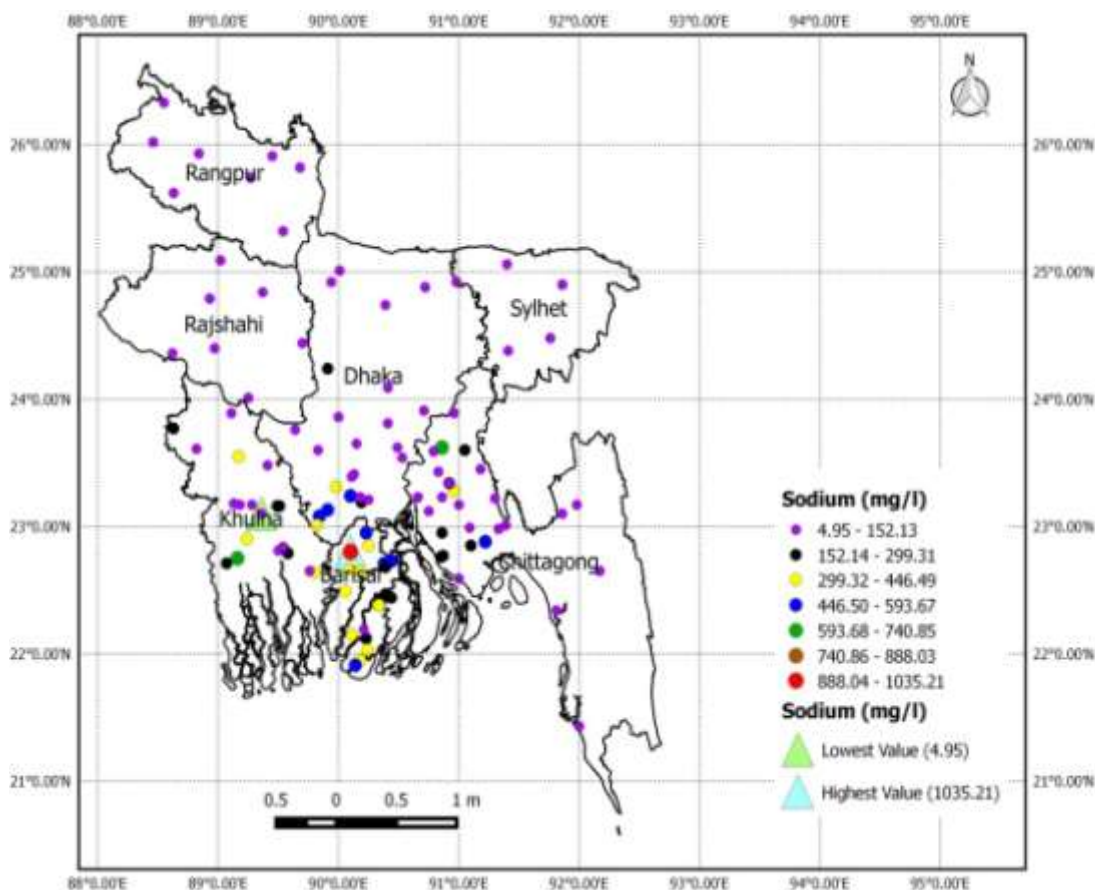 88°0.00'E 89°0.00'E 90°0.00'E 91°0.00'E 92°0.00'E 93°0.00'E 94°0.00'E 95°0.00'E
N
26°0.00'N 26°0.00'N
Rangpur
25°0.00'N 25°0.00'N
Sylhet
Rajshahi
Dhaka
24°0.00'N 24°0.00'N
Sodium (mg/l)
4.95 - 152.13
23°0.00'N 23°0.00'N
Khulna
152.14 - 299.31
Chittagong
299.32 - 446.49
Barisal
446.50 - 593.67
593.68 - 740.85
22°0.00'N 22°0.00'N
740.86 - 888.03
888.04 - 1035.21
Sodium (mg/l)
Lowest Value (4.95)
21°0.00'N 21°0.00'N
Highest Value (1035.21)
0.5 0 0.5 1 m
88°0.00'E 89°0.00'E 90°0.00'E 91°0.00'E 92°0.00'E 93°0.00'E 94°0.00'E 95°0.00'E